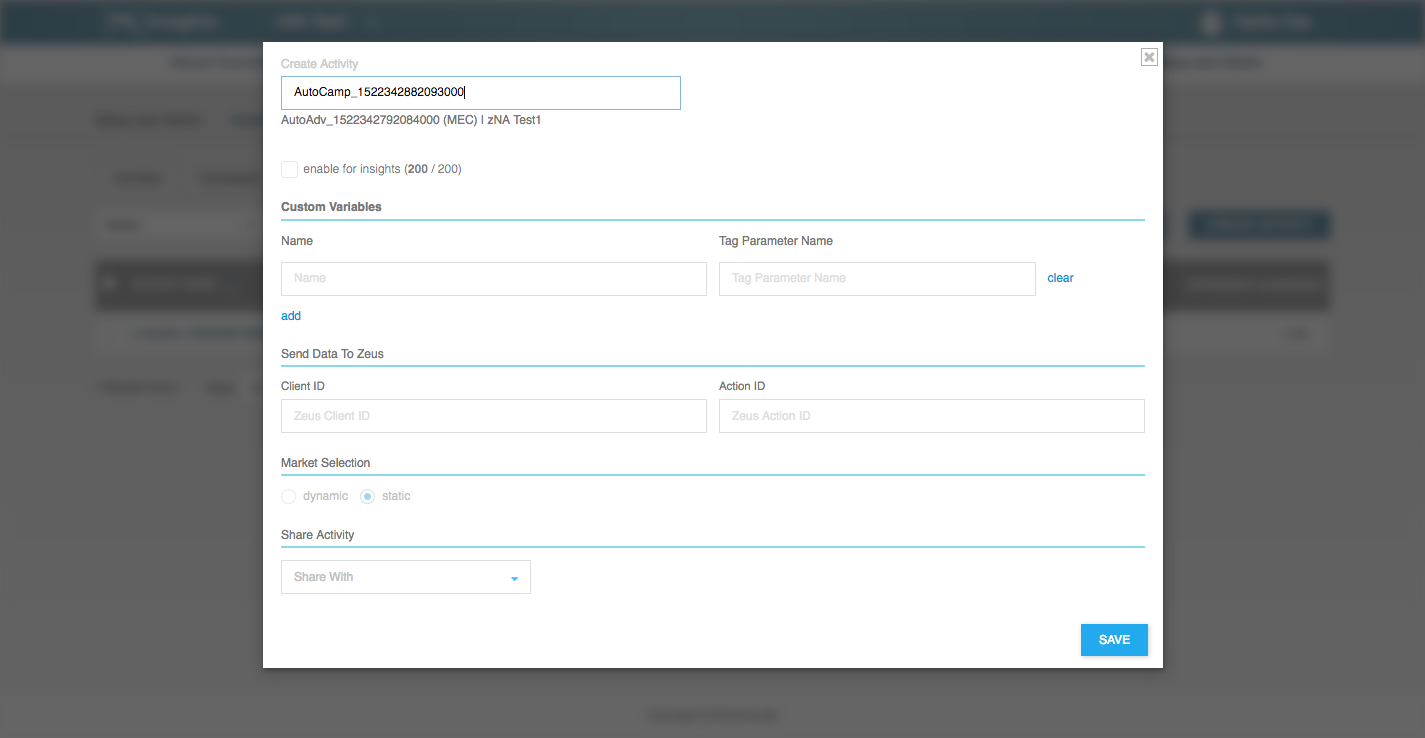 Create Activity
AutoCamp_1522342882093000
AutoAdv_1522342792084000 (MEC) | zNA Test1
enable for insights (200 / 200)
Custom Variables
Name Tag Parameter Name
Name Tag Parameter Name clear
add
Send Data To Zeus
Client ID Action ID
Zeus Client ID Zeus Action ID
Market Selection
dynamic static
Share Activity
Share With
SAVE